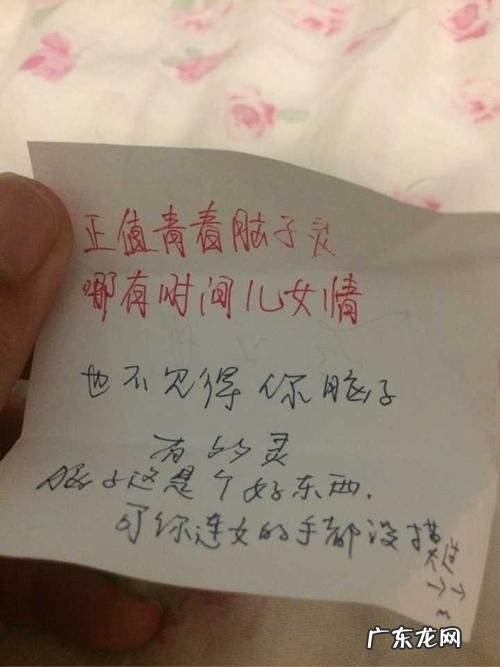 正值青春脑子灵
哪有时间儿女情
也不见得你脑子
有多灵
脑子这是个好东西.
可你连女的手都没摸过
→→
广东龙网